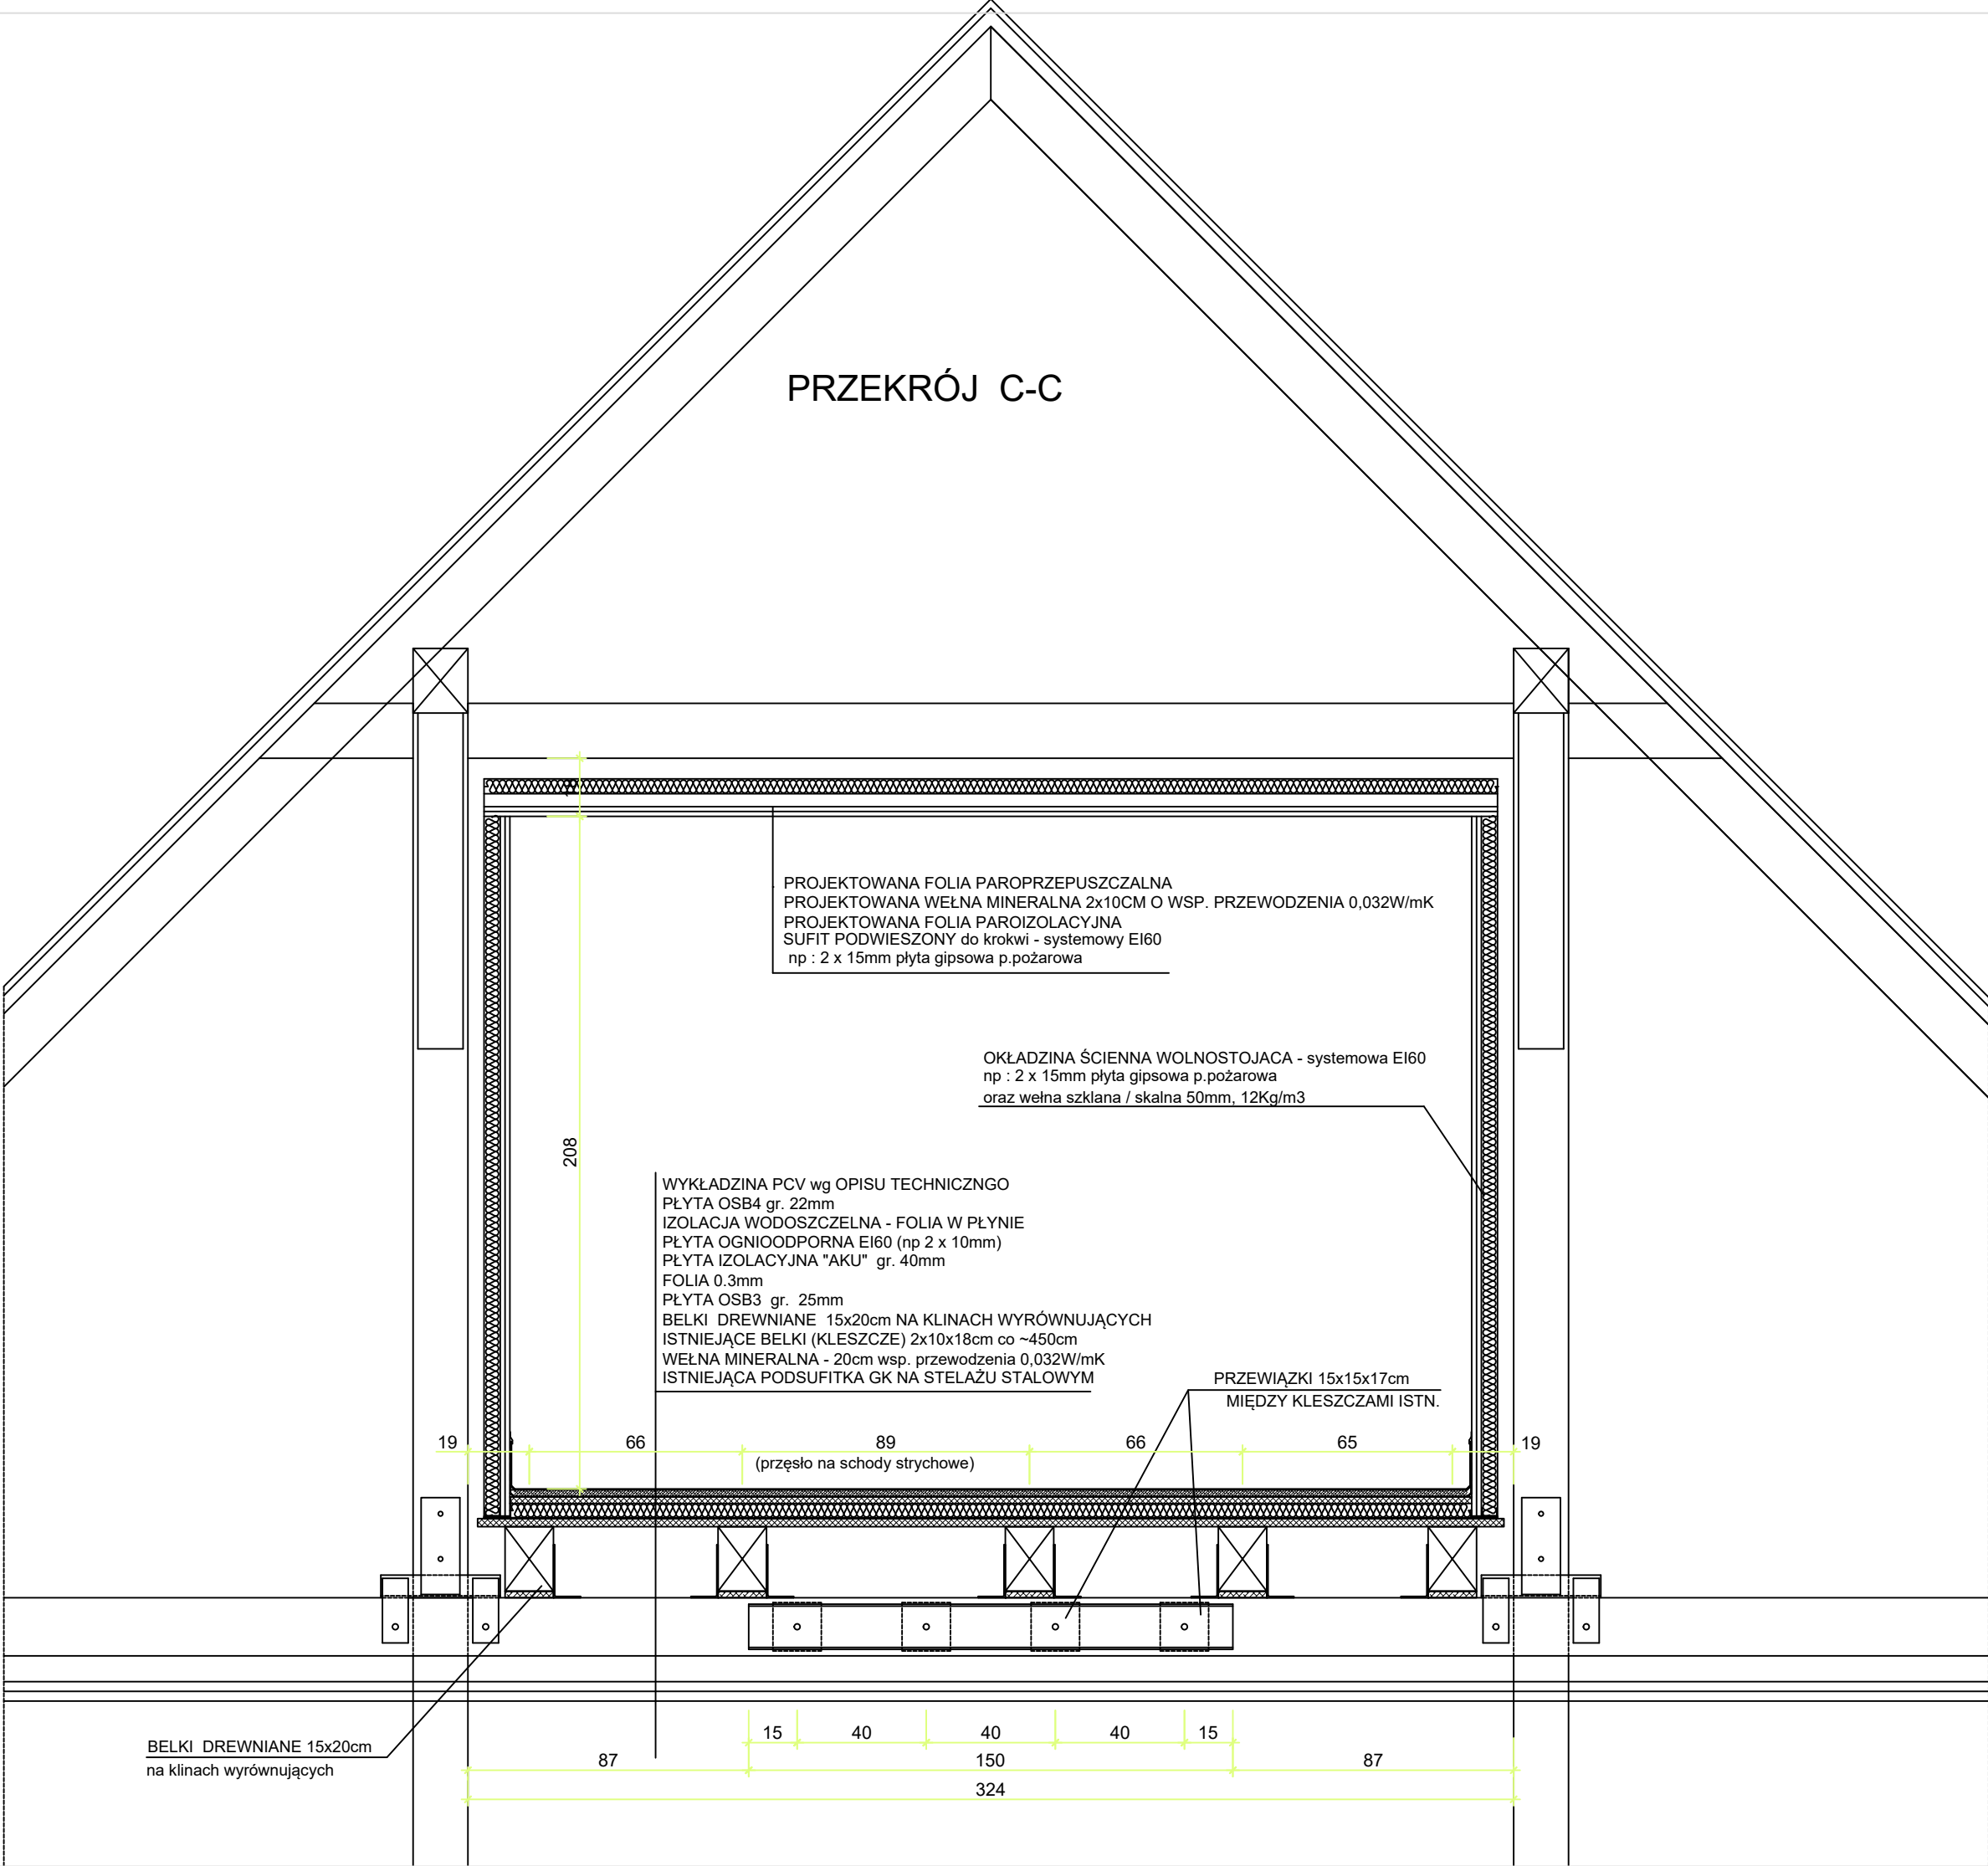 PRZEKRÓJ C-C
PROJEKTOWANA FOLIA PAROPRZEPUSZCZALNA
PROJEKTOWANA WEŁNA MINERALNA 2x10CM O WSP. PRZEWODZENIA 0,032W/mK
PROJEKTOWANA FOLIA PAROIZOLACYJNA
SUFIT PODWIESZONY do krokwi - systemowy EI60
np : 2 x 15mm płyta gipsowa p.pożarowa
OKŁADZINA ŚCIENNA WOLNOSTOJACA - systemowa EI60
np : 2 x 15mm płyta gipsowa p.pożarowa
oraz wełna szklana / skalna 50mm, 12Kg/m3
208
WYKŁADZINA PCV wg OPISU TECHNICZNGO
PŁYTA OSB4 gr. 22mm
IZOLACJA WODOSZCZELNA - FOLIA W PŁYNIE
PŁYTA OGNIOODPORNA EI60 (np 2 x 10mm)
PŁYTA IZOLACYJNA "AKU" gr. 40mm
FOLIA 0.3mm
PŁYTA OSB3 gr. 25mm
BELKI DREWNIANE 15x20cm NA KLINACH WYRÓWNUJĄCYCH
ISTNIEJĄCE BELKI (KLESZCZE) 2x10x18cm co ~450cm
WEŁNA MINERALNA - 20cm wsp. przewodzenia 0,032W/mK
ISTNIEJĄCA PODSUFITKA GK NA STELAŻU STALOWYM
PRZEWIĄZKI 15x15x17cm
MIĘDZY KLESZCZAMI ISTN.
19 66 89 66 65 19
(przęsło na schody strychowe)
15 40 40 40 15
87 150 87
324
BELKI DREWNIANE 15x20cm
na klinach wyrównujących